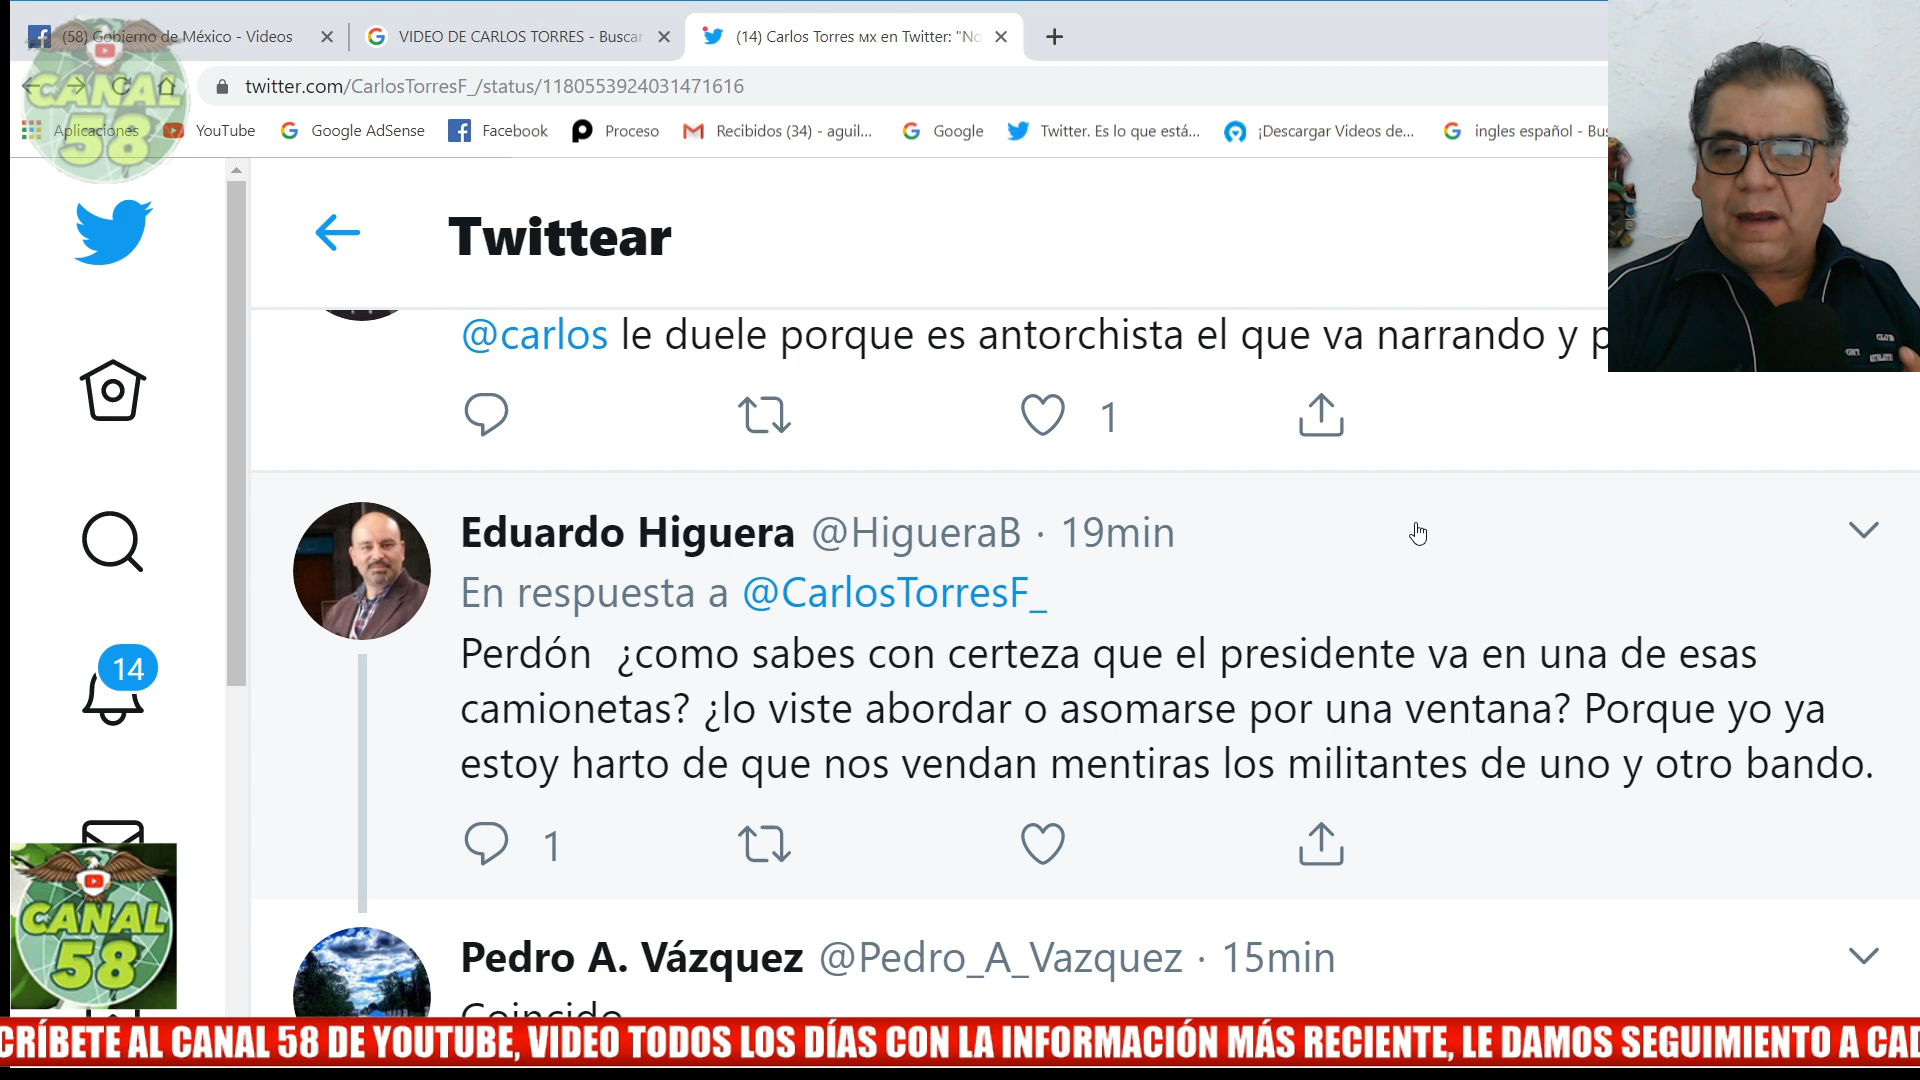 (58) Gobierno de México - Videos
VIDEO DE CARLOS TORRES - Buscar
(14) Carlos Torres мx en Twitter: "No
twitter.com/CarlosTorresF_/status/1180553924031471616
Aplicaciones
YouTube
Google AdSense
Facebook
Proceso
Recibidos (34) - aguil...
Google
Twitter. Es lo que está...
¡Descargar Videos de...
ingles español - Bus
CANAL
58
Twittear
@carlos le duele porque es antorchista el que va narrando y p
1
Eduardo Higuera @HigueraB · 19min
En respuesta a @CarlosTorresF_
Perdón ¿como sabes con certeza que el presidente va en una de esas
camionetas? ¿lo viste abordar o asomarse por una ventana? Porque yo ya
estoy harto de que nos vendan mentiras los militantes de uno y otro bando.
1
14
CANAL
58
Pedro A. Vázquez @Pedro_A_Vazquez · 15min
Coincido
CRÍBETE AL CANAL 58 DE YOUTUBE, VIDEO TODOS LOS DÍAS CON LA INFORMACIÓN MÁS RECIENTE, LE DAMOS SEGUIMIENTO A CAD